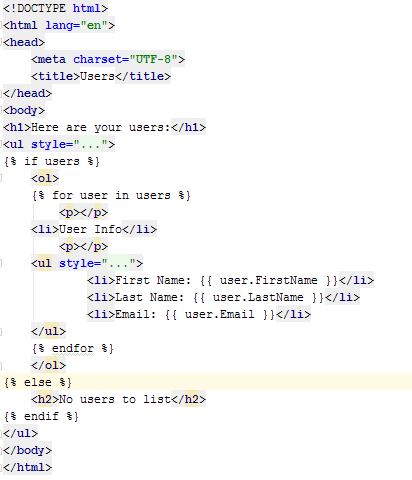 <!DOCTYPE html>
<html lang="en">
<head>
    <meta charset="UTF-8">
    <title>Users</title>
</head>
<body>
<h1>Here are your users:</h1>
<ul style="...">
{% if users %}
    <ol>
    {% for user in users %}
        <p></p>
    <li>User Info</li>
        <p></p>
    <ul style="...">
            <li>First Name: {{ user.FirstName }}</li>
            <li>Last Name: {{ user.LastName }}</li>
            <li>Email: {{ user.Email }}</li>
    </ul>
    {% endfor %}
    </ol>
{% else %}
    <h2>No users to list</h2>
{% endif %}
</ul>
</body>
</html>